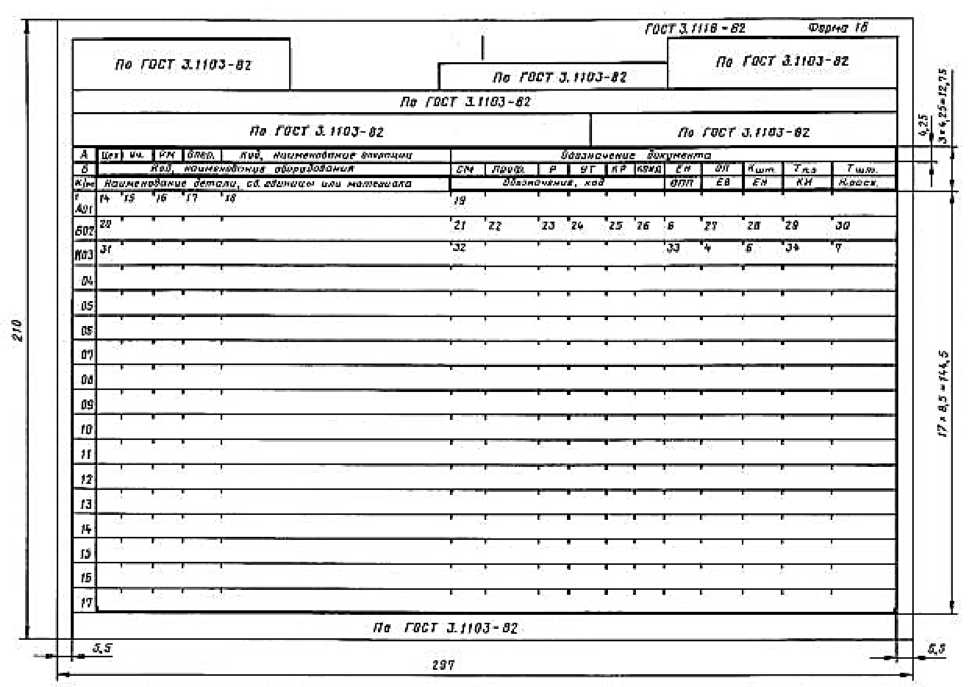 ГОСТ 3.1118-82 Форма 1б
По ГОСТ 3.1103-82
По ГОСТ 3.1103-82
По ГОСТ 3.1103-82
По ГОСТ 3.1103-82
По ГОСТ 3.1103-82
По ГОСТ 3.1103-82
4,25
3×4,25=12,75
А Цех Уч. РМ Опер. Код, наименование операции Обозначение документа
Б Код, наименование оборудования СМ Проф. Р УТ КР КОИД ЕН ОП Кшт. Тп.з Тшт.
К/м Наименование детали, сб. единицы или материала Обозначение, код ОПП ЕВ ЕН КИ Н.расх.
А01 14 15 16 17 18 19
Б02 20 21 22 23 24 25 26 6 27 28 29 30
К03 31 32 33 4 6 34 7
04
05
06
07
08
09
10
11
12
13
14
15
16
17
По ГОСТ 3.1103-82
210
17×8,5=144,5
5,5
5,5
297